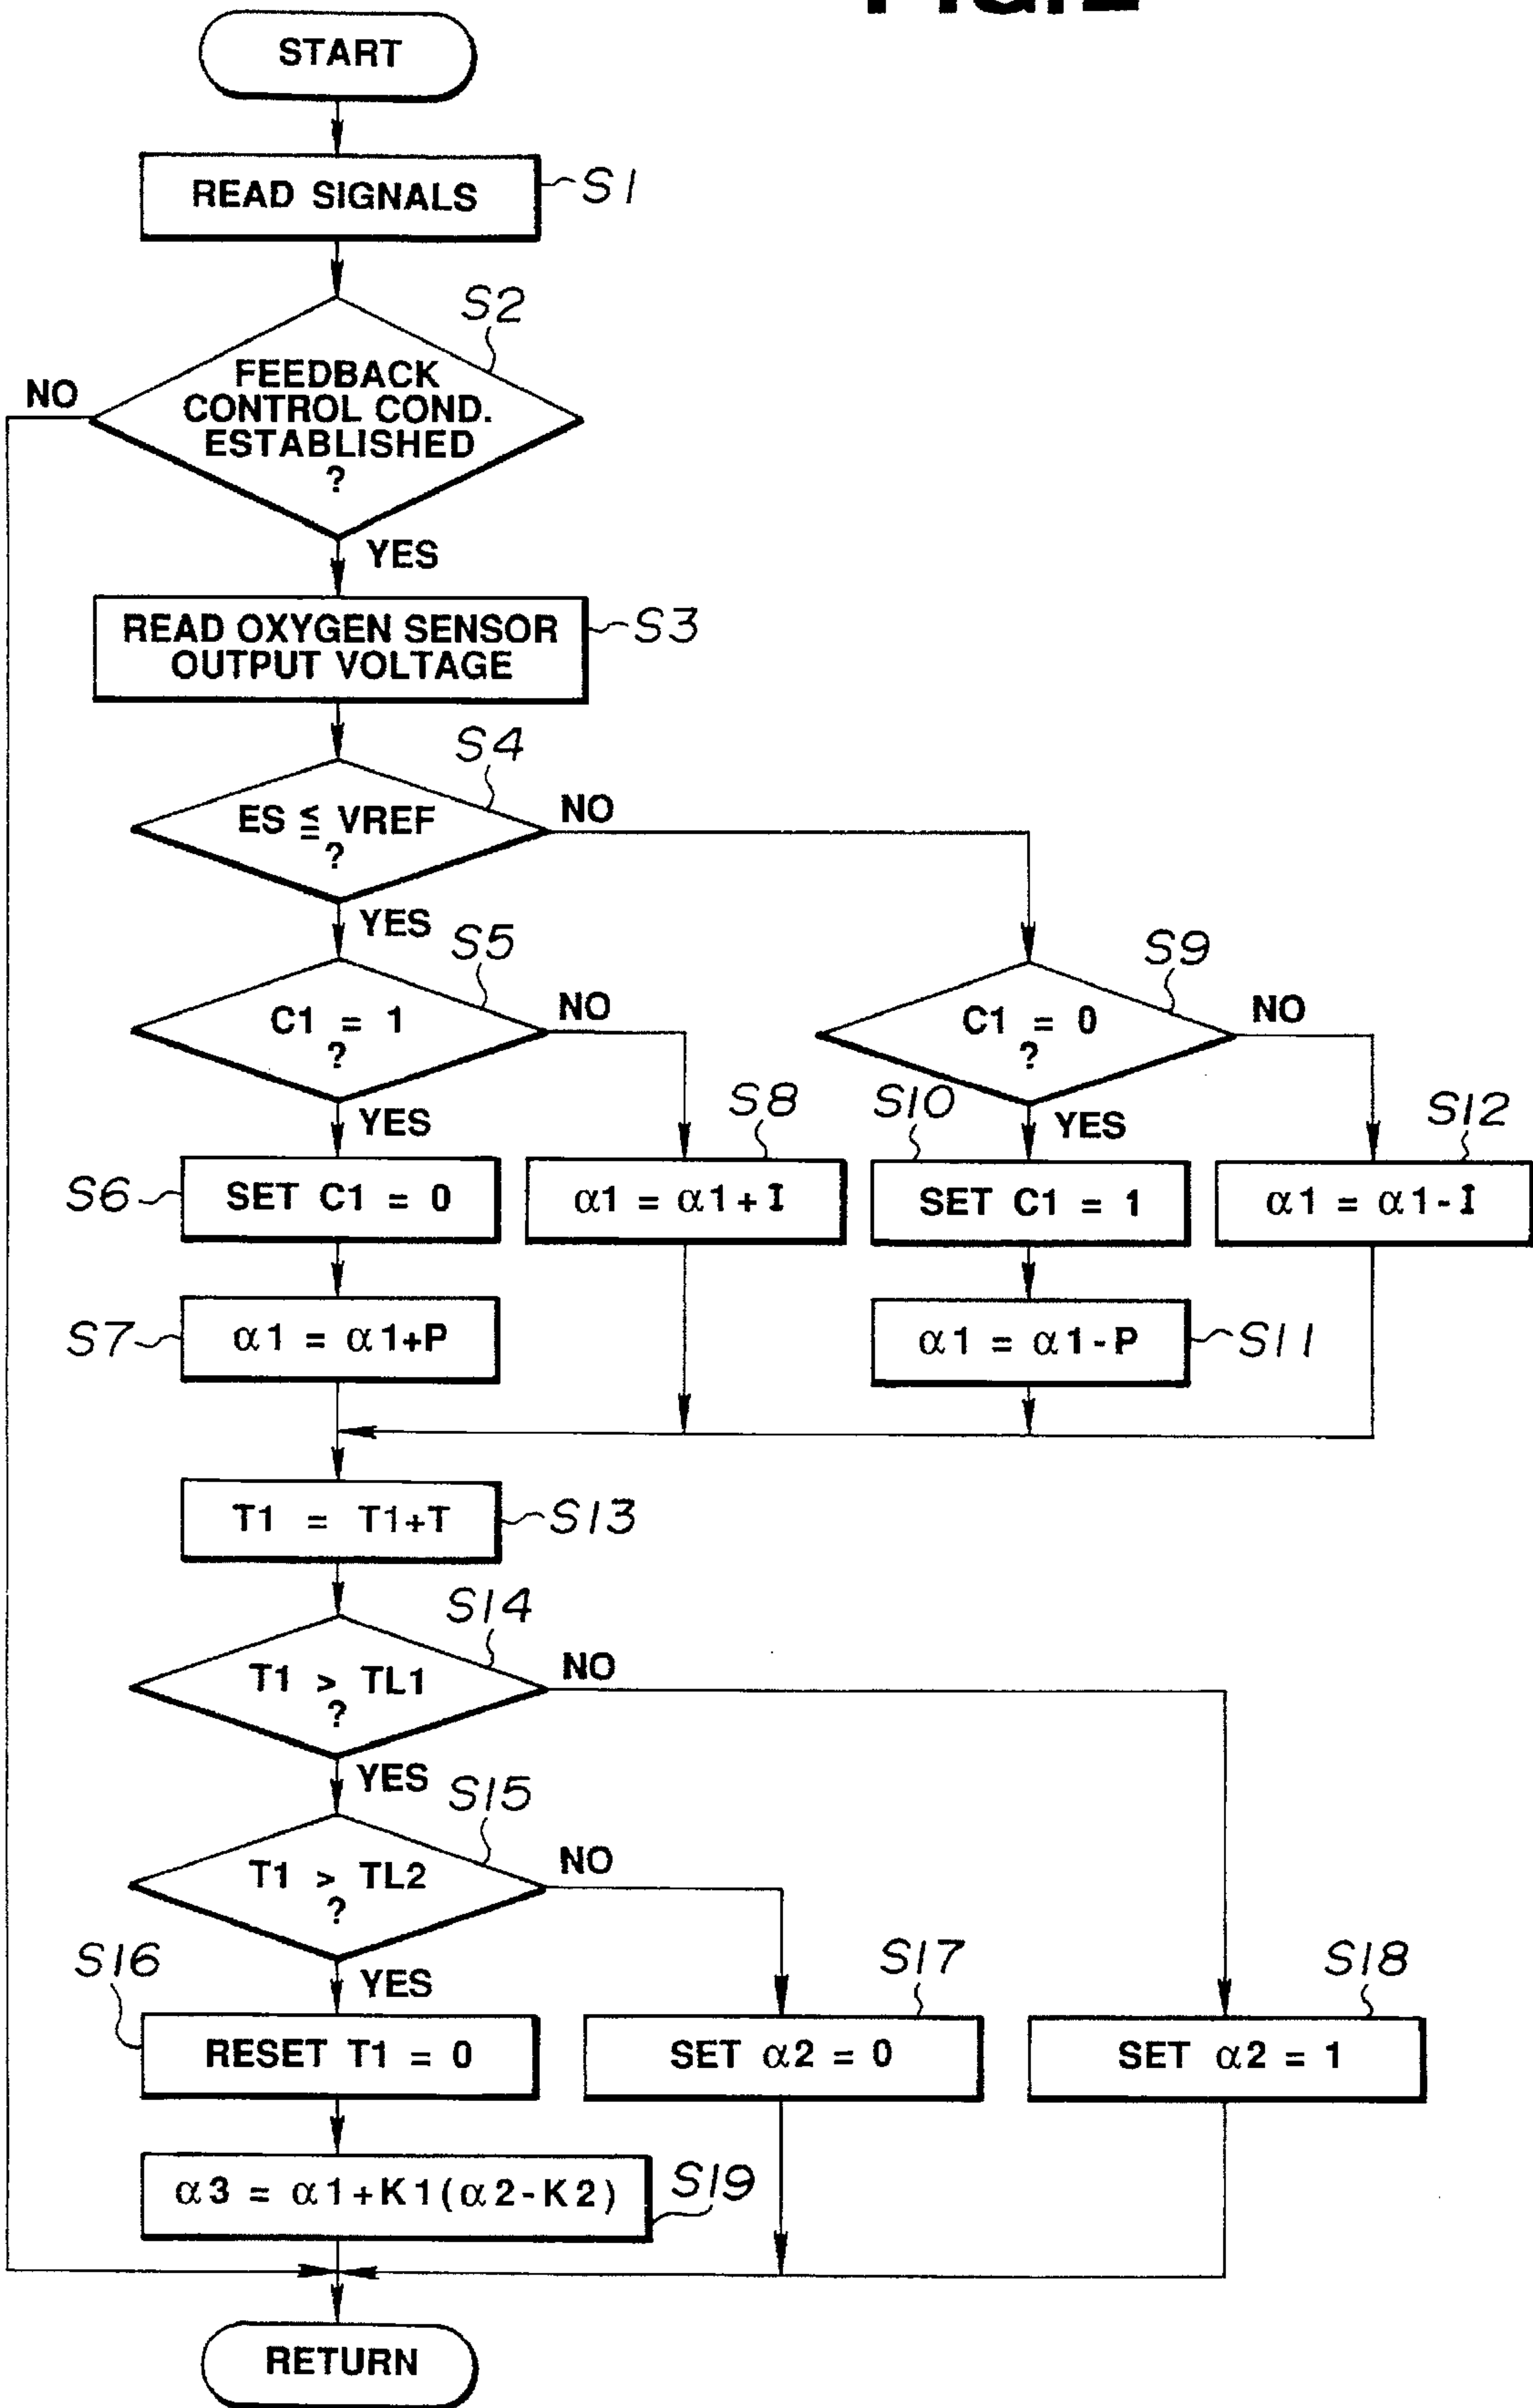 START
READ SIGNALS
S1
S2
FEEDBACK
CONTROL COND.
ESTABLISHED
?
NO
YES
READ OXYGEN SENSOR
OUTPUT VOLTAGE
S3
S4
ES ≦ VREF
?
NO
YES
S5
C1 = 1
?
NO
S9
C1 = 0
?
NO
YES
S8
S10
YES
S12
S6
SET C1 = 0
α1 = α1+I
SET C1 = 1
α1 = α1-I
S7
α1 = α1+P
α1 = α1-P
S11
T1 = T1+T
S13
S14
T1 > TL1
?
NO
YES
S15
T1 > TL2
?
NO
S16
YES
S17
S18
RESET T1 = 0
SET α2 = 0
SET α2 = 1
α3 = α1+K1(α2-K2)
S19
RETURN